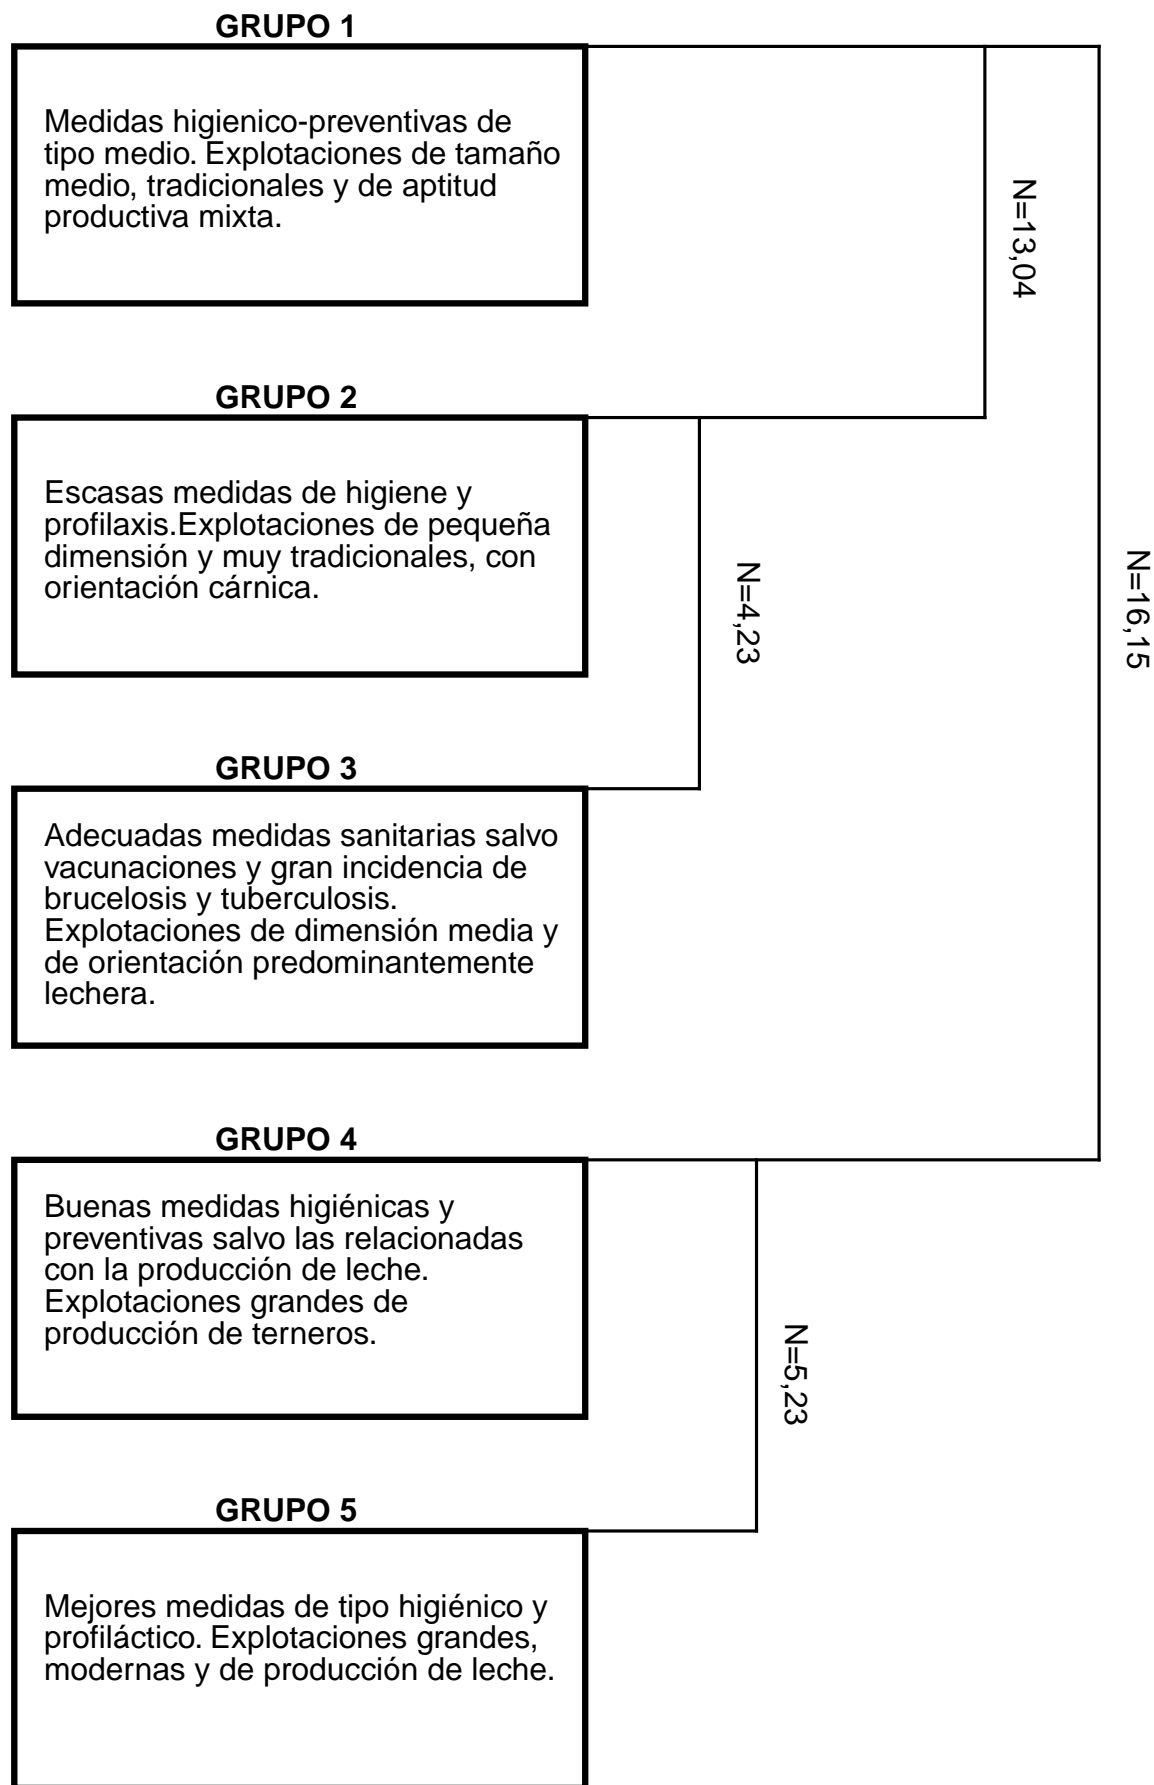 GRUPO 1
Medidas higienico-preventivas de
tipo medio. Explotaciones de tamaño
medio, tradicionales y de aptitud
productiva mixta.
N=13,04
GRUPO 2
Escasas medidas de higiene y
profilaxis.Explotaciones de pequeña
dimensión y muy tradicionales, con
orientación cárnica.
N=4,23
N=16,15
GRUPO 3
Adecuadas medidas sanitarias salvo
vacunaciones y gran incidencia de
brucelosis y tuberculosis.
Explotaciones de dimensión media y
de orientación predominantemente
lechera.
GRUPO 4
Buenas medidas higiénicas y
preventivas salvo las relacionadas
con la producción de leche.
Explotaciones grandes de
producción de terneros.
N=5,23
GRUPO 5
Mejores medidas de tipo higiénico y
profiláctico. Explotaciones grandes,
modernas y de producción de leche.